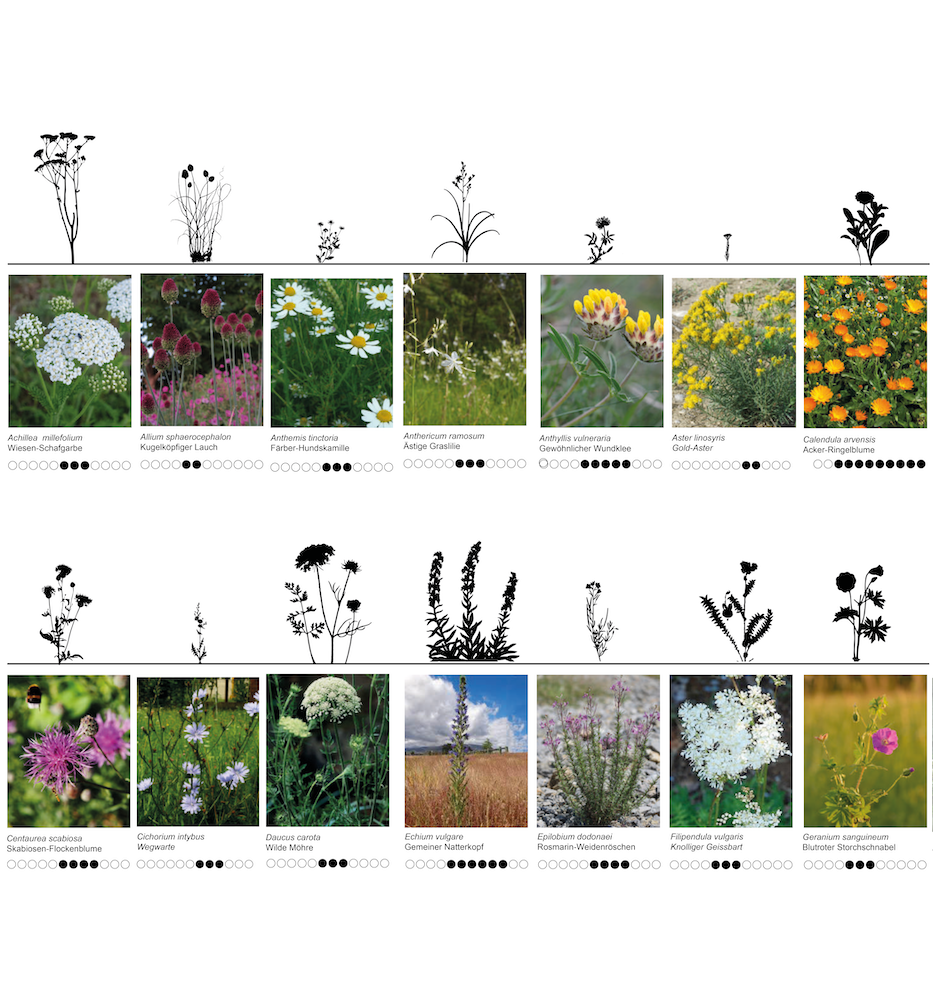 Achillea millefolium
Wiesen-Schafgarbe
Allium sphaerocephalon
Kugelköpfiger Lauch
Anthemis tinctoria
Färber-Hundskamille
Anthericum ramosum
Ästige Graslilie
Anthyllis vulneraria
Gewöhnlicher Wundklee
Aster linosyris
Gold-Aster
Calendula arvensis
Acker-Ringelblume
Centaurea scabiosa
Skabiosen-Flockenblume
Cichorium intybus
Wegwarte
Daucus carota
Wilde Möhre
Echium vulgare
Gemeiner Natterkopf
Epilobium dodonaei
Rosmarin-Weidenröschen
Filipendula vulgaris
Knolliger Geissbart
Geranium sanguineum
Blutroter Storchschnabel